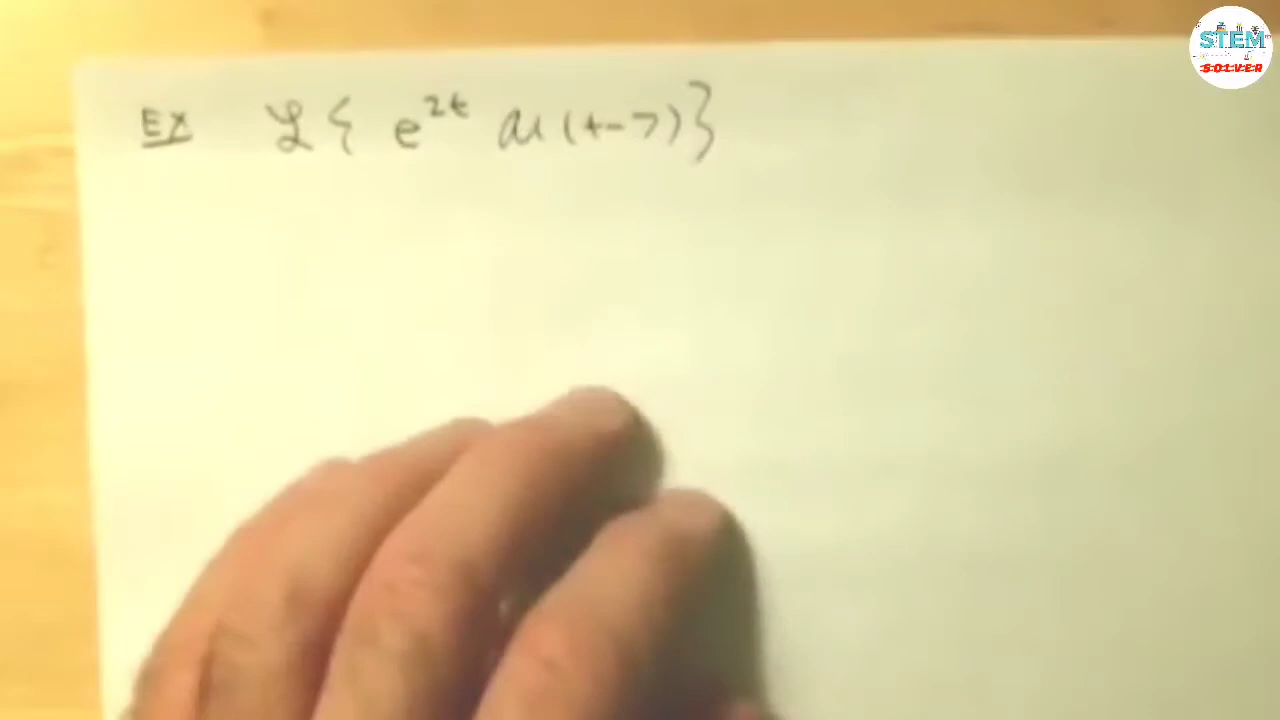 Ex ℒ{ e^{2t} 𝒰(t-7)}
STEM
SOLVER